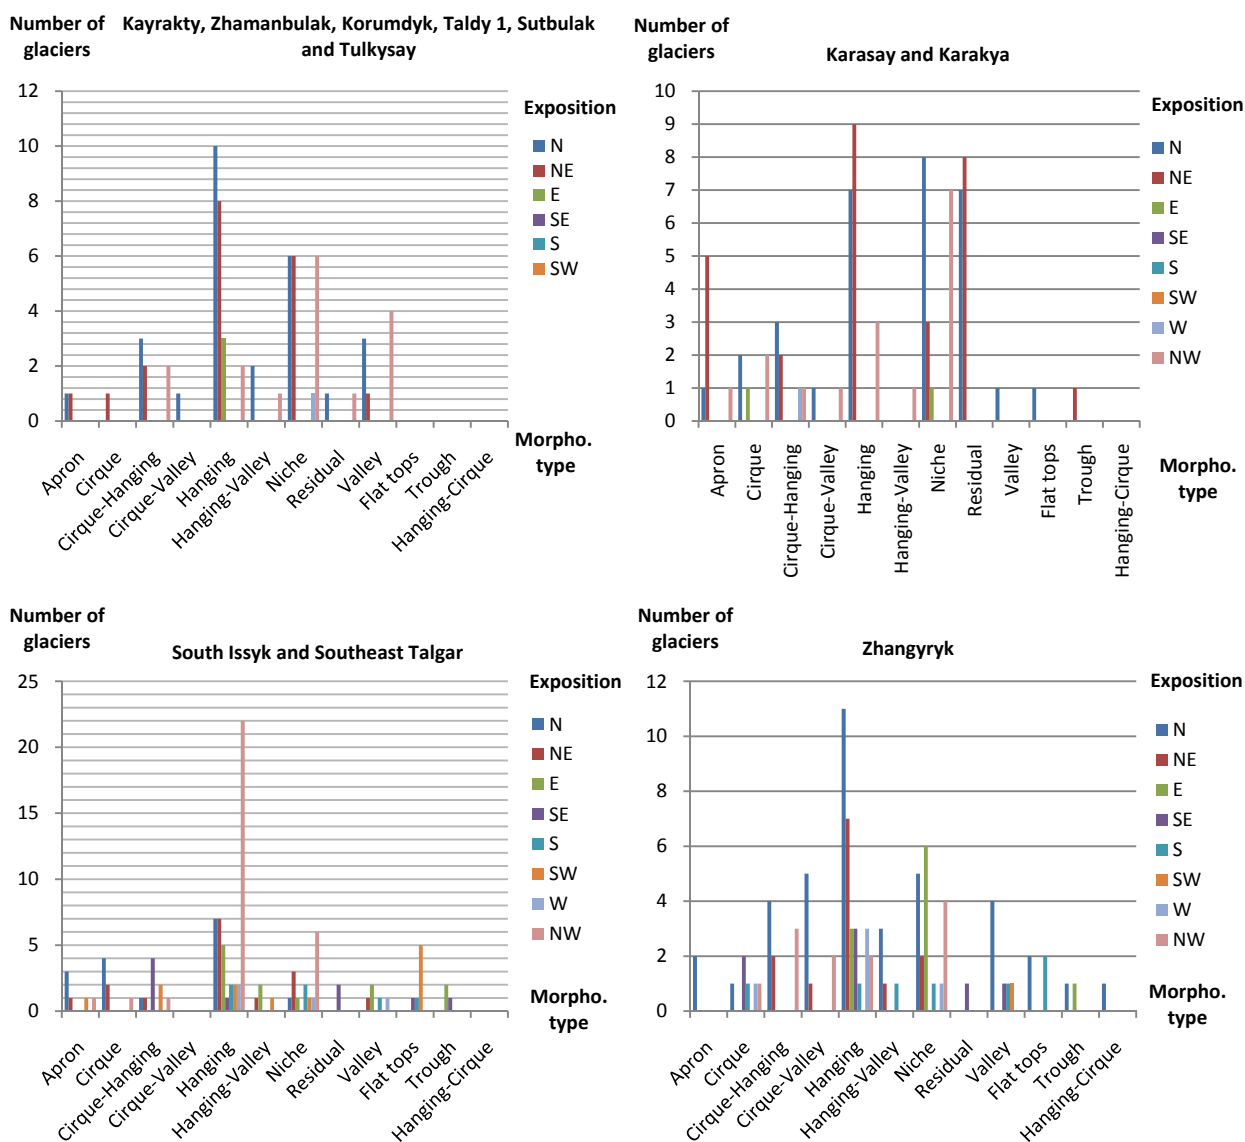 Number of
glaciers
Kayrakty, Zhamanbulak, Korumdyk, Taldy 1, Sutbulak
and Tulkysay
12
10
8
6
4
2
0
Exposition
N
NE
E
SE
S
SW
Morpho.
type
Apron
Cirque
Cirque-Hanging
Cirque-Valley
Hanging
Hanging-Valley
Niche
Residual
Valley
Flat tops
Trough
Hanging-Cirque
Number of
glaciers
Karasay and Karakya
10
9
8
7
6
5
4
3
2
1
0
Exposition
N
NE
E
SE
S
SW
W
NW
Morpho.
type
Apron
Cirque
Cirque-Hanging
Cirque-Valley
Hanging
Hanging-Valley
Niche
Residual
Valley
Flat tops
Trough
Hanging-Cirque
Number of
glaciers
South Issyk and Southeast Talgar
25
20
15
10
5
0
Exposition
N
NE
E
SE
S
SW
W
NW
Morpho.
type
Apron
Cirque
Cirque-Hanging
Cirque-Valley
Hanging
Hanging-Valley
Niche
Residual
Valley
Flat tops
Trough
Hanging-Cirque
Number of
glaciers
Zhangyryk
12
10
8
6
4
2
0
Exposition
N
NE
E
SE
S
SW
W
NW
Morpho.
type
Apron
Cirque
Cirque-Hanging
Cirque-Valley
Hanging
Hanging-Valley
Niche
Residual
Valley
Flat tops
Trough
Hanging-Cirque